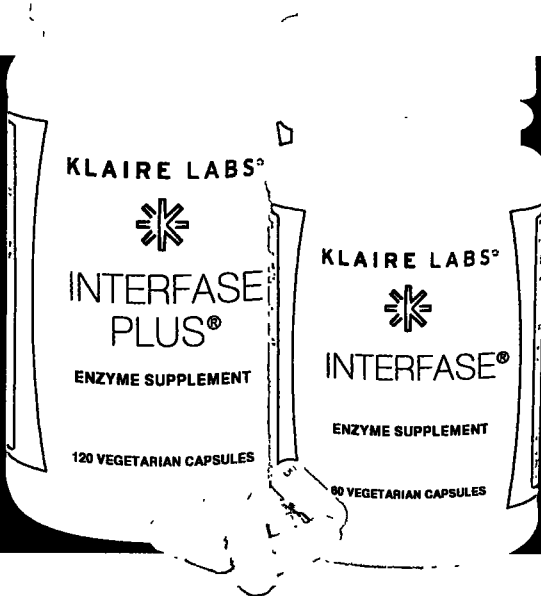 KLAIRE LABS®
INTERFASE
PLUS®
ENZYME SUPPLEMENT
120 VEGETARIAN CAPSULES
KLAIRE LABS®
INTERFASE®
ENZYME SUPPLEMENT
60 VEGETARIAN CAPSULES